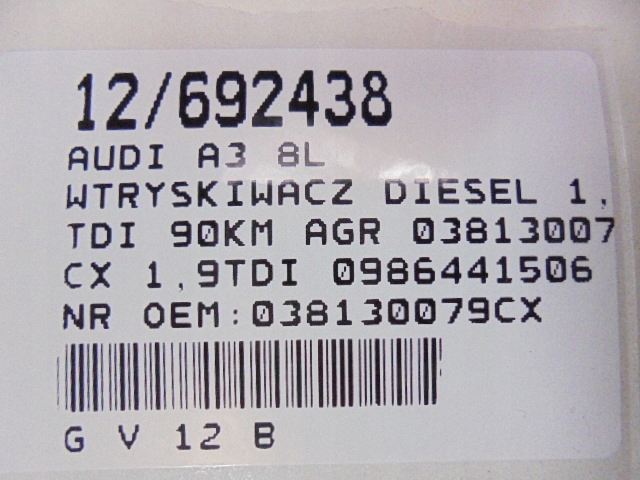 12/692438
AUDI A3 8L
WTRYSKIWACZ DIESEL 1,
TDI 90KM AGR 03813007
CX 1,9TDI 0986441506
NR OEM:038130079CX
G V 12 B